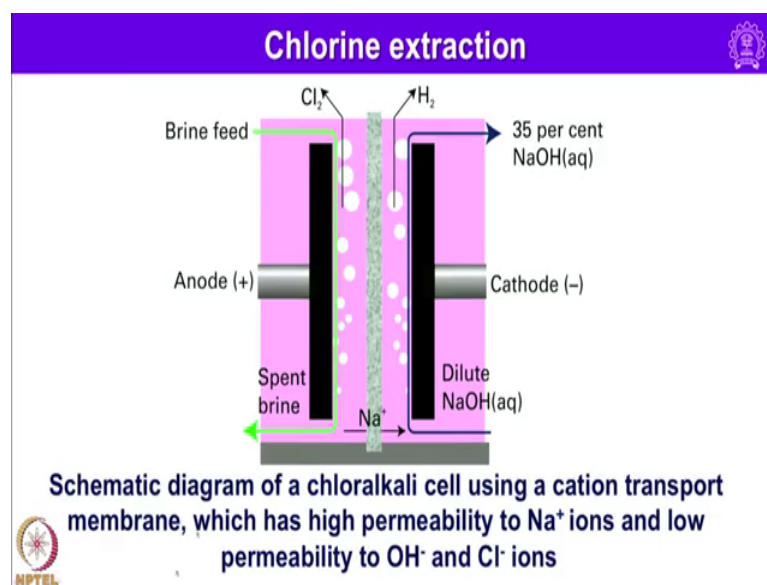 Chlorine extraction
Cl₂
H₂
Brine feed
35 per cent
NaOH(aq)
Anode (+)
Cathode (–)
Spent
brine
Dilute
NaOH(aq)
Na⁺
Schematic diagram of a chloralkali cell using a cation transport
membrane, which has high permeability to Na⁺ ions and low
permeability to OH⁻ and Cl⁻ ions
NPTEL